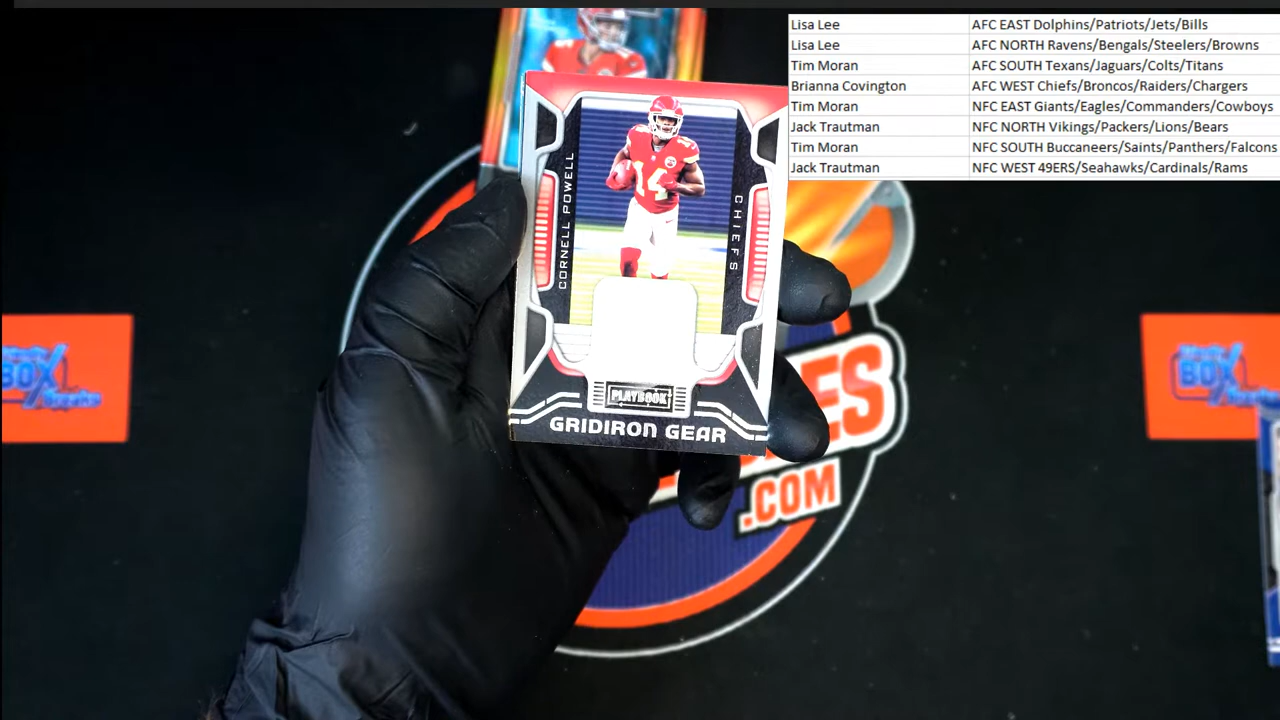 Lisa Lee AFC EAST Dolphins/Patriots/Jets/Bills
Lisa Lee AFC NORTH Ravens/Bengals/Steelers/Browns
Tim Moran AFC SOUTH Texans/Jaguars/Colts/Titans
Brianna Covington AFC WEST Chiefs/Broncos/Raiders/Chargers
Tim Moran NFC EAST Giants/Eagles/Commanders/Cowboys
Jack Trautman NFC NORTH Vikings/Packers/Lions/Bears
Tim Moran NFC SOUTH Buccaneers/Saints/Panthers/Falcons
Jack Trautman NFC WEST 49ERS/Seahawks/Cardinals/Rams
CORNELL POWELL
CHIEFS
14
PLAYBOOK
GRIDIRON GEAR
ES
.COM
BOX
Breaks
BOX